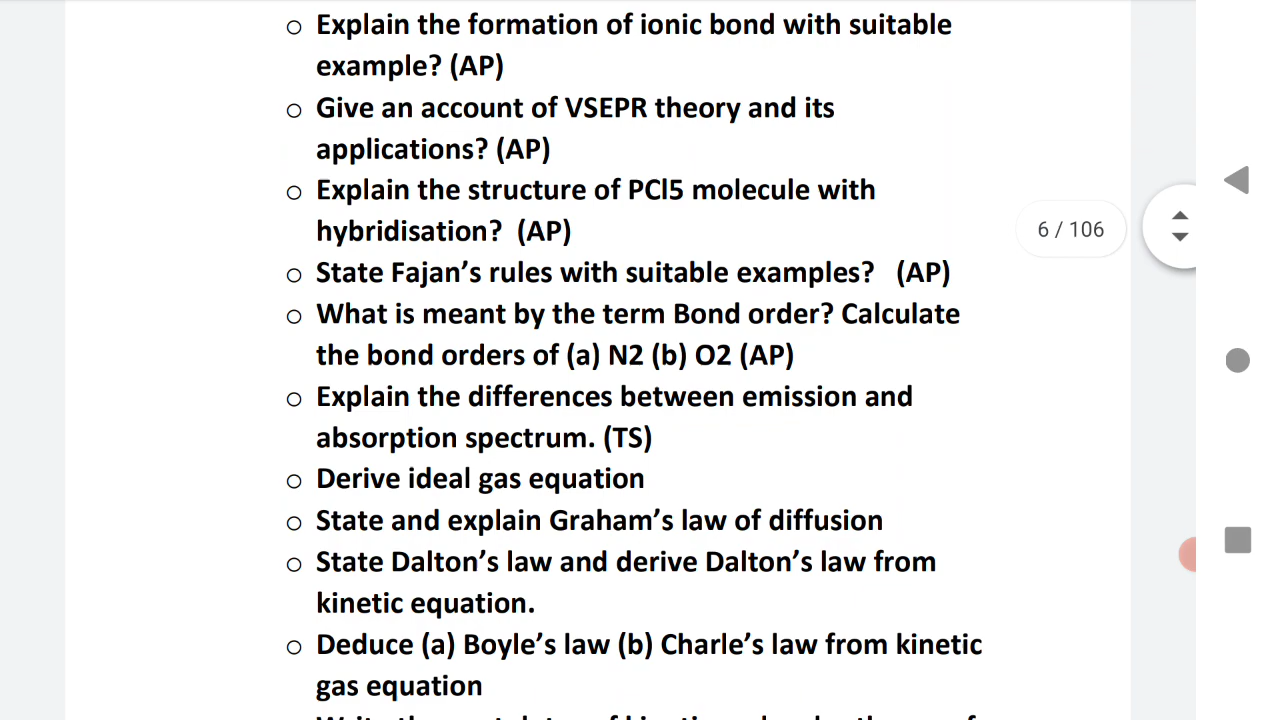 o Explain the formation of ionic bond with suitable
example? (AP)
o Give an account of VSEPR theory and its
applications? (AP)
o Explain the structure of PCl5 molecule with
hybridisation?  (AP)
6 / 106
o State Fajan’s rules with suitable examples?   (AP)
o What is meant by the term Bond order? Calculate
the bond orders of (a) N2 (b) O2 (AP)
o Explain the differences between emission and
absorption spectrum. (TS)
o Derive ideal gas equation
o State and explain Graham’s law of diffusion
o State Dalton’s law and derive Dalton’s law from
kinetic equation.
o Deduce (a) Boyle’s law (b) Charle’s law from kinetic
gas equation